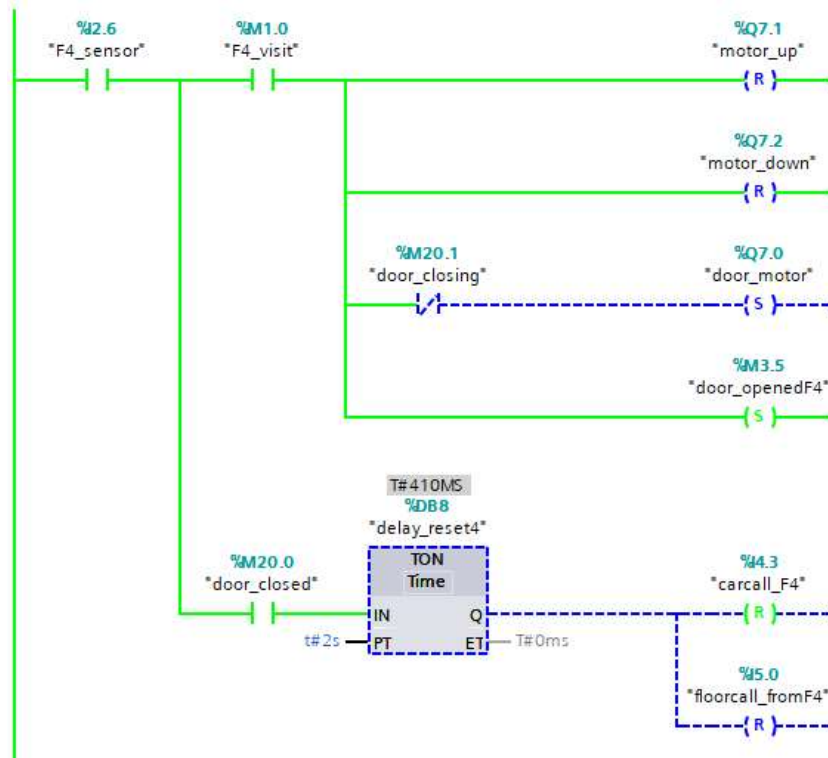 %I2.6
"F4_sensor"
%M1.0
"F4_visit"
%Q7.1
"motor_up"
R
%Q7.2
"motor_down"
R
%M20.1
"door_closing"
%Q7.0
"door_motor"
S
%M3.5
"door_openedF4"
S
T#410MS
%DB8
"delay_reset4"
%M20.0
"door_closed"
TON
Time
IN
Q
t#2s
PT
ET
T#0ms
%I4.3
"carcall_F4"
R
%I5.0
"floorcall_fromF4"
R